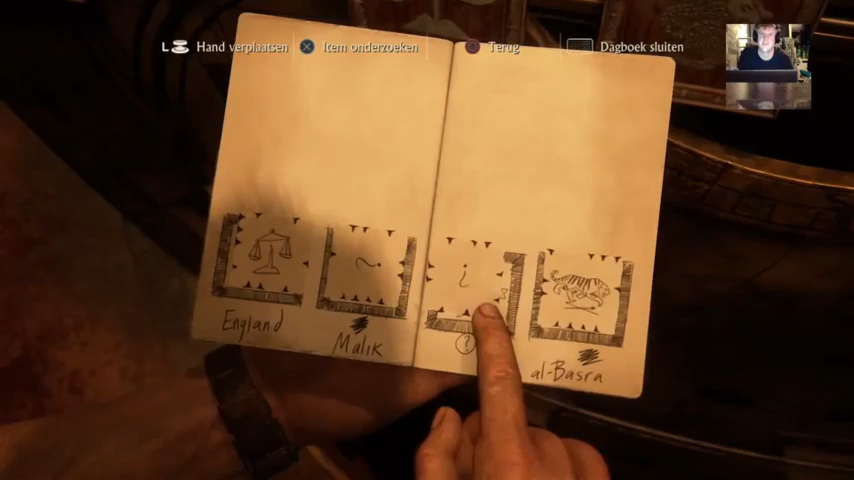 L Hand verplaatsen Item onderzoeken Terug Dagboek sluiten
England
Malik
?
al-Basra